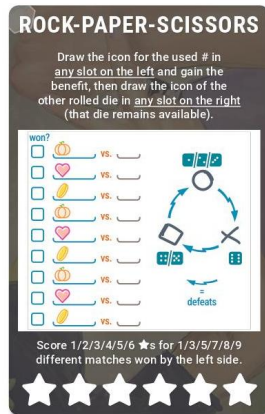 ROCK-PAPER-SCISSORS
Draw the icon for the used # in
any slot on the left and gain the
benefit, then draw the icon of the
other rolled die in any slot on the right
(that die remains available).
won?
vs.
vs.
vs.
vs.
vs.
vs.
vs.
vs.
vs.
=
defeats
Score 1/2/3/4/5/6 ★s for 1/3/5/7/8/9
different matches won by the left side.